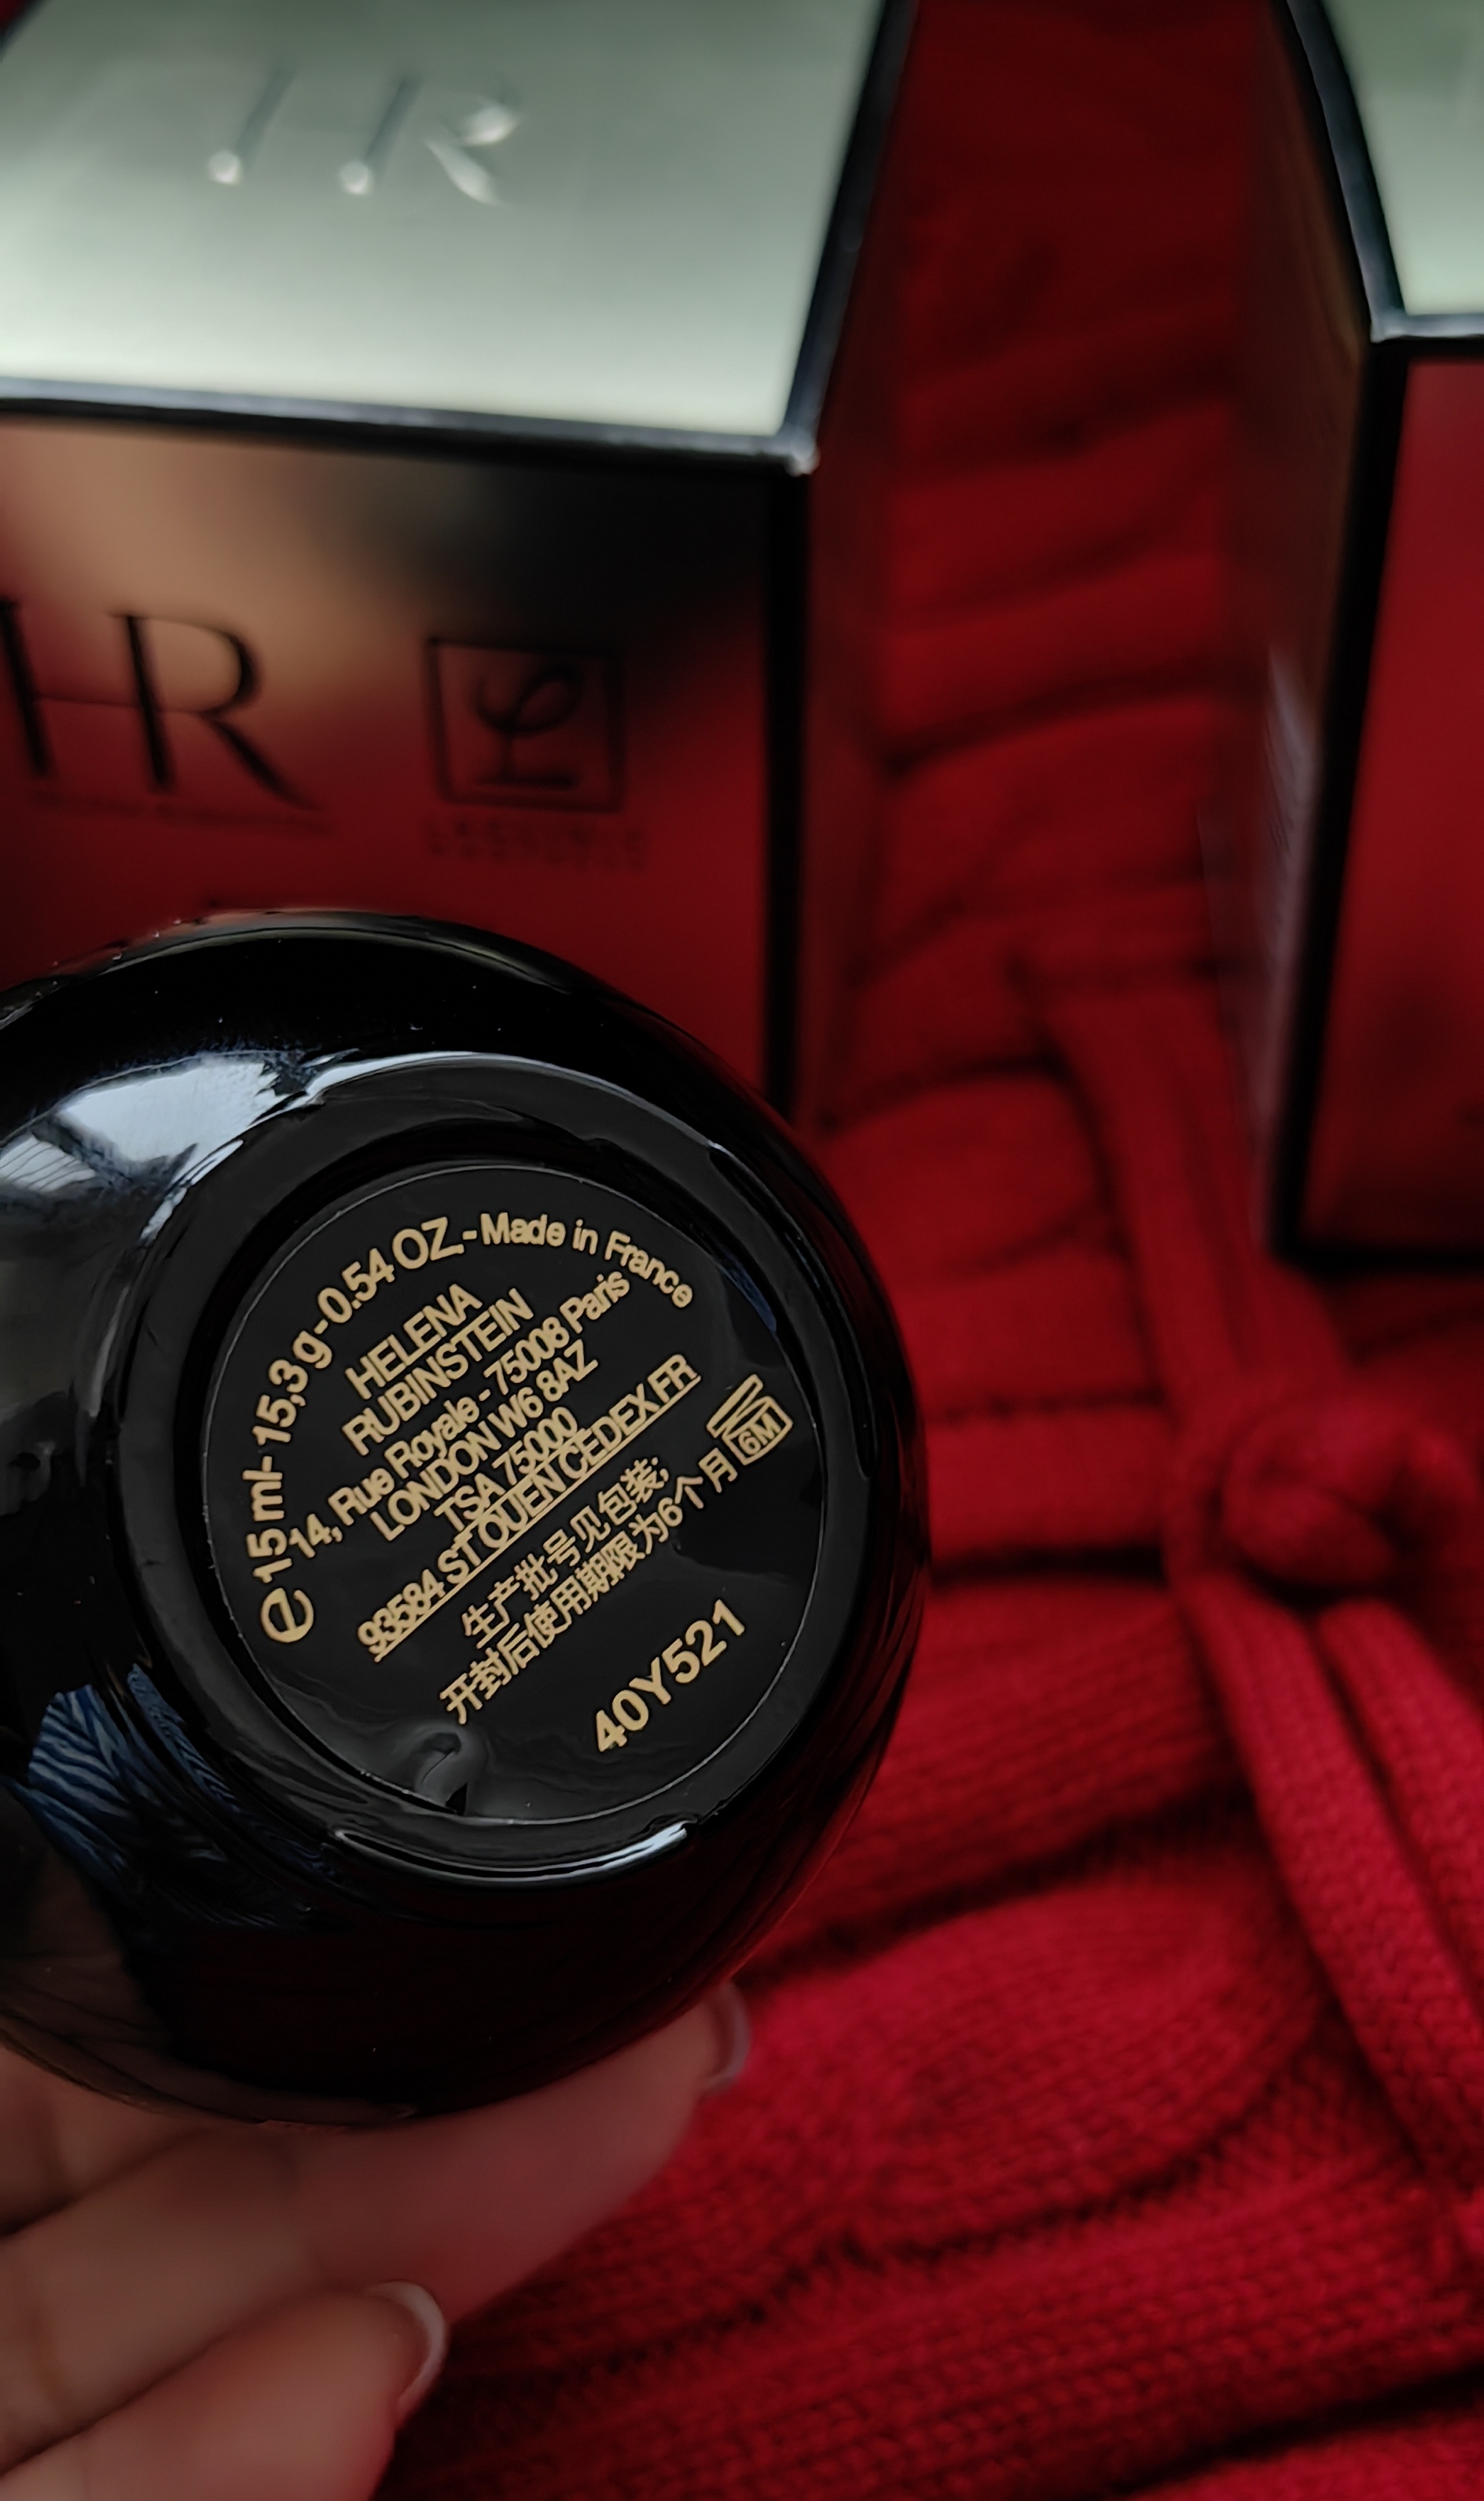 HR
HR
e 15 ml - 15,3 g - 0.54 OZ. - Made in France
HELENA
RUBINSTEIN
14, Rue Royale - 75008 Paris
LONDON W6 8AZ
TSA 75000
93584 ST OUEN CEDEX FR
生产批号见包装;
开封后使用期限为6个月 6M
40Y521